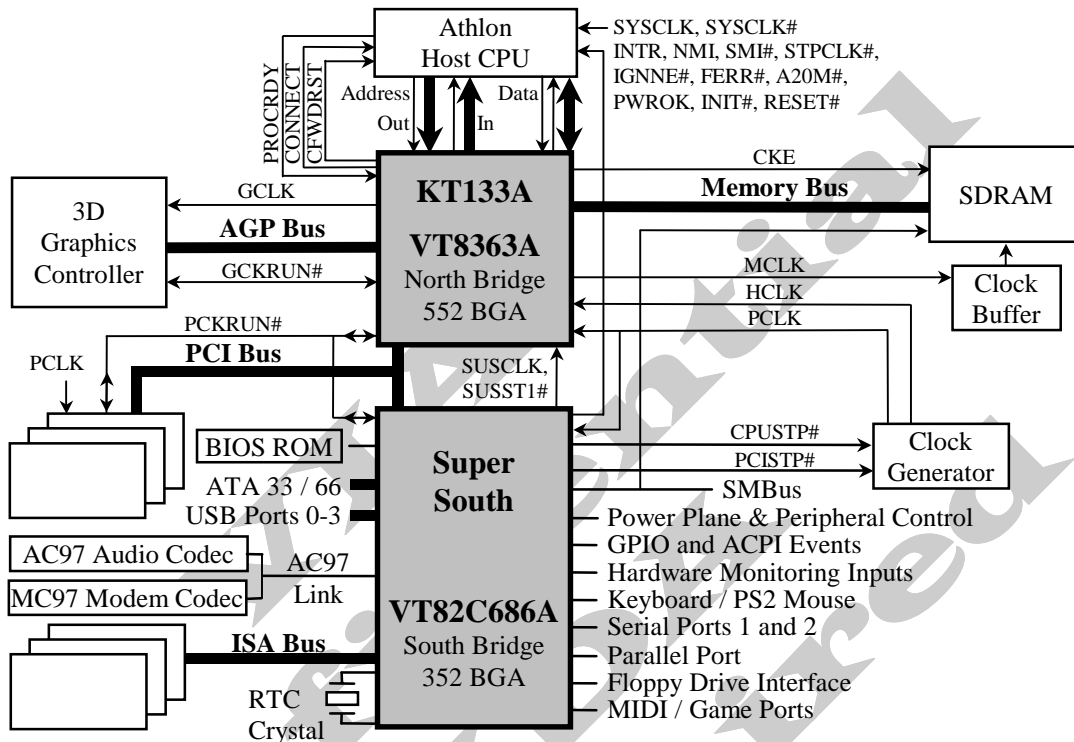 Athlon
Host CPU
SYSCLK, SYSCLK#
INTR, NMI, SMI#, STPCLK#,
IGNNE#, FERR#, A20M#,
PWROK, INIT#, RESET#
PROCRDY
CONNECT
CFWDRST
Address
Out
In
Data
3D
Graphics
Controller
GCLK
AGP Bus
GCKRUN#
KT133A
VT8363A
North Bridge
552 BGA
CKE
Memory Bus
SDRAM
MCLK
HCLK
PCLK
Clock
Buffer
PCKRUN#
PCI Bus
PCLK
SUSCLK,
SUSST1#
BIOS ROM
ATA 33 / 66
USB Ports 0-3
AC97 Audio Codec
MC97 Modem Codec
AC97
Link
ISA Bus
RTC
Crystal
Super
South
VT82C686A
South Bridge
352 BGA
CPUSTP#
PCISTP#
Clock
Generator
SMBus
Power Plane & Peripheral Control
GPIO and ACPI Events
Hardware Monitoring Inputs
Keyboard / PS2 Mouse
Serial Ports 1 and 2
Parallel Port
Floppy Drive Interface
MIDI / Game Ports